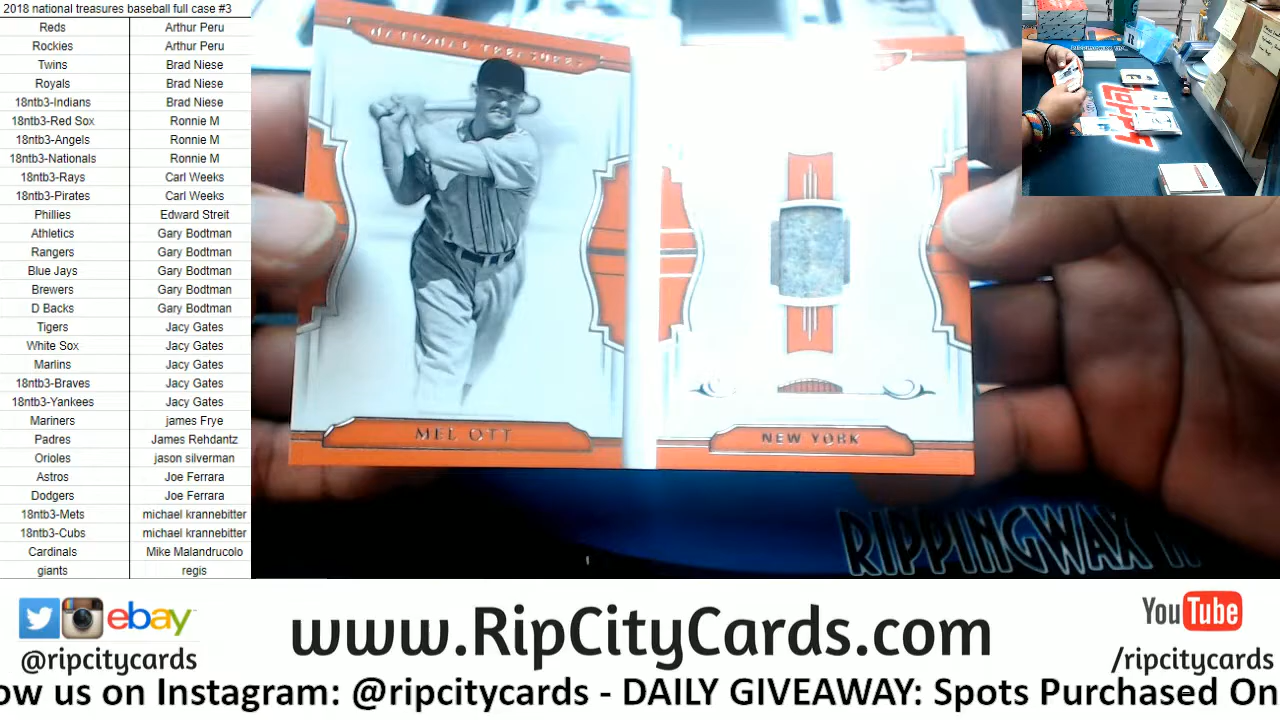 2018 national treasures baseball full case #3
Reds Arthur Peru
Rockies Arthur Peru
Twins Brad Niese
Royals Brad Niese
18ntb3-Indians Brad Niese
18ntb3-Red Sox Ronnie M
18ntb3-Angels Ronnie M
18ntb3-Nationals Ronnie M
18ntb3-Rays Carl Weeks
18ntb3-Pirates Carl Weeks
Phillies Edward Streit
Athletics Gary Bodtman
Rangers Gary Bodtman
Blue Jays Gary Bodtman
Brewers Gary Bodtman
D Backs Gary Bodtman
Tigers Jacy Gates
White Sox Jacy Gates
Marlins Jacy Gates
18ntb3-Braves Jacy Gates
18ntb3-Yankees Jacy Gates
Mariners james Frye
Padres James Rehdantz
Orioles jason silverman
Astros Joe Ferrara
Dodgers Joe Ferrara
18ntb3-Mets michael krannebitter
18ntb3-Cubs michael krannebitter
Cardinals Mike Malandrucolo
giants regis
NATIONAL TREASURES
MEL OTT
NEW YORK
topps
RIPPINGWAX
ebay
@ripcitycards
www.RipCityCards.com
YouTube
/ripcitycards
ow us on Instagram: @ripcitycards - DAILY GIVEAWAY: Spots Purchased On